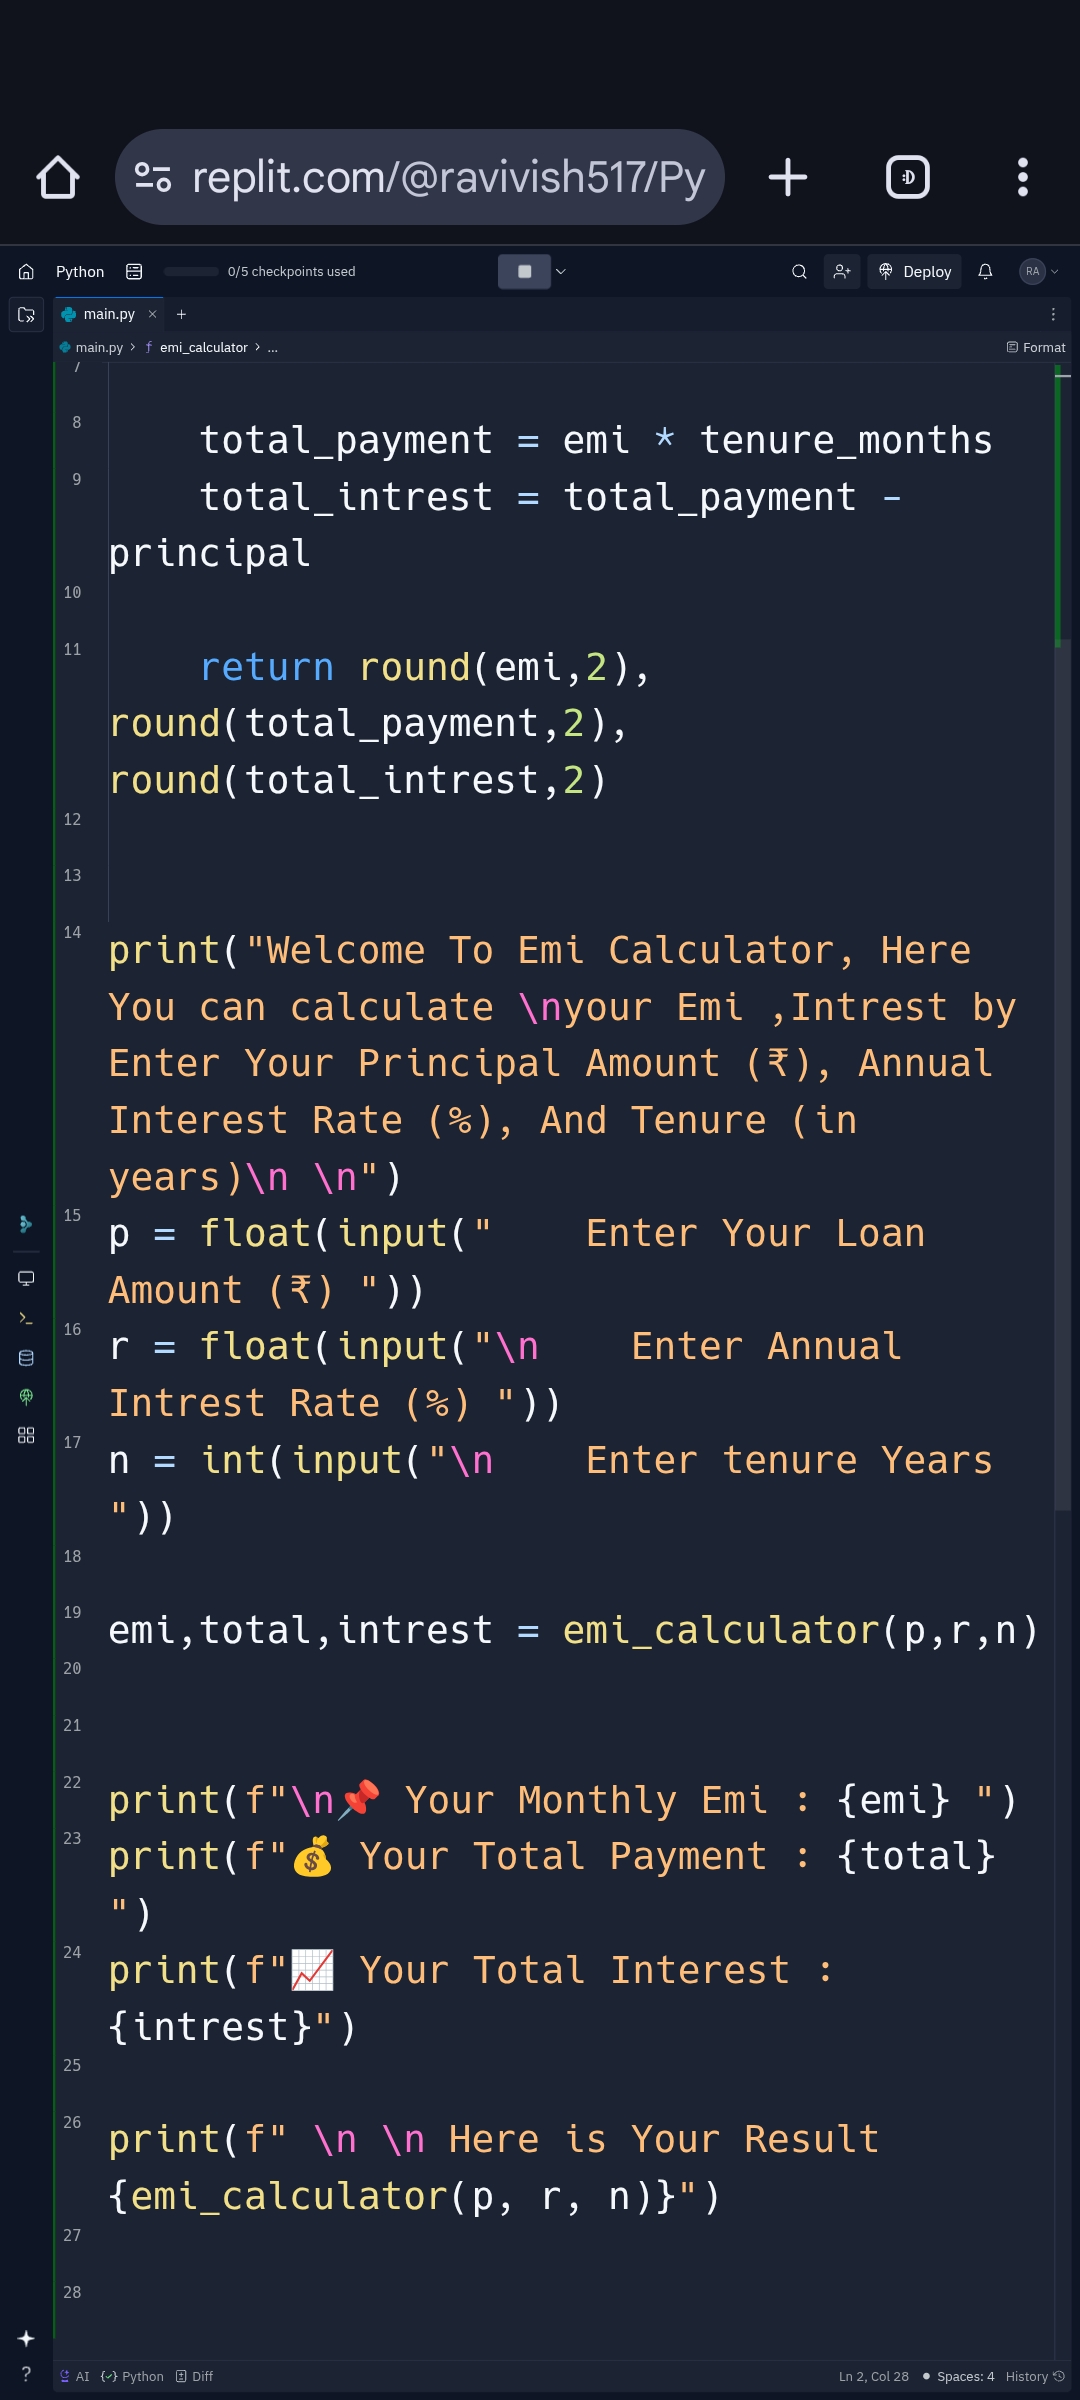 replit.com/@ravivish517/Py
Python 0/5 checkpoints used Deploy RA
main.py
main.py > emi_calculator > ... Format
7
8 total_payment = emi * tenure_months
9 total_intrest = total_payment -
principal
10
11 return round(emi,2),
round(total_payment,2),
round(total_intrest,2)
12
13
14 print("Welcome To Emi Calculator, Here
You can calculate \nyour Emi ,Intrest by
Enter Your Principal Amount (₹), Annual
Interest Rate (%), And Tenure (in
years)\n \n")
15 p = float(input("    Enter Your Loan
Amount (₹) "))
16 r = float(input("\n    Enter Annual
Intrest Rate (%) "))
17 n = int(input("\n    Enter tenure Years
"))
18
19 emi,total,intrest = emi_calculator(p,r,n)
20
21
22 print(f"\n📌 Your Monthly Emi : {emi} ")
23 print(f"💰 Your Total Payment : {total}
")
24 print(f"📈 Your Total Interest :
{intrest}")
25
26 print(f" \n \n Here is Your Result
{emi_calculator(p, r, n)}")
27
28
AI Python Diff Ln 2, Col 28 Spaces: 4 History